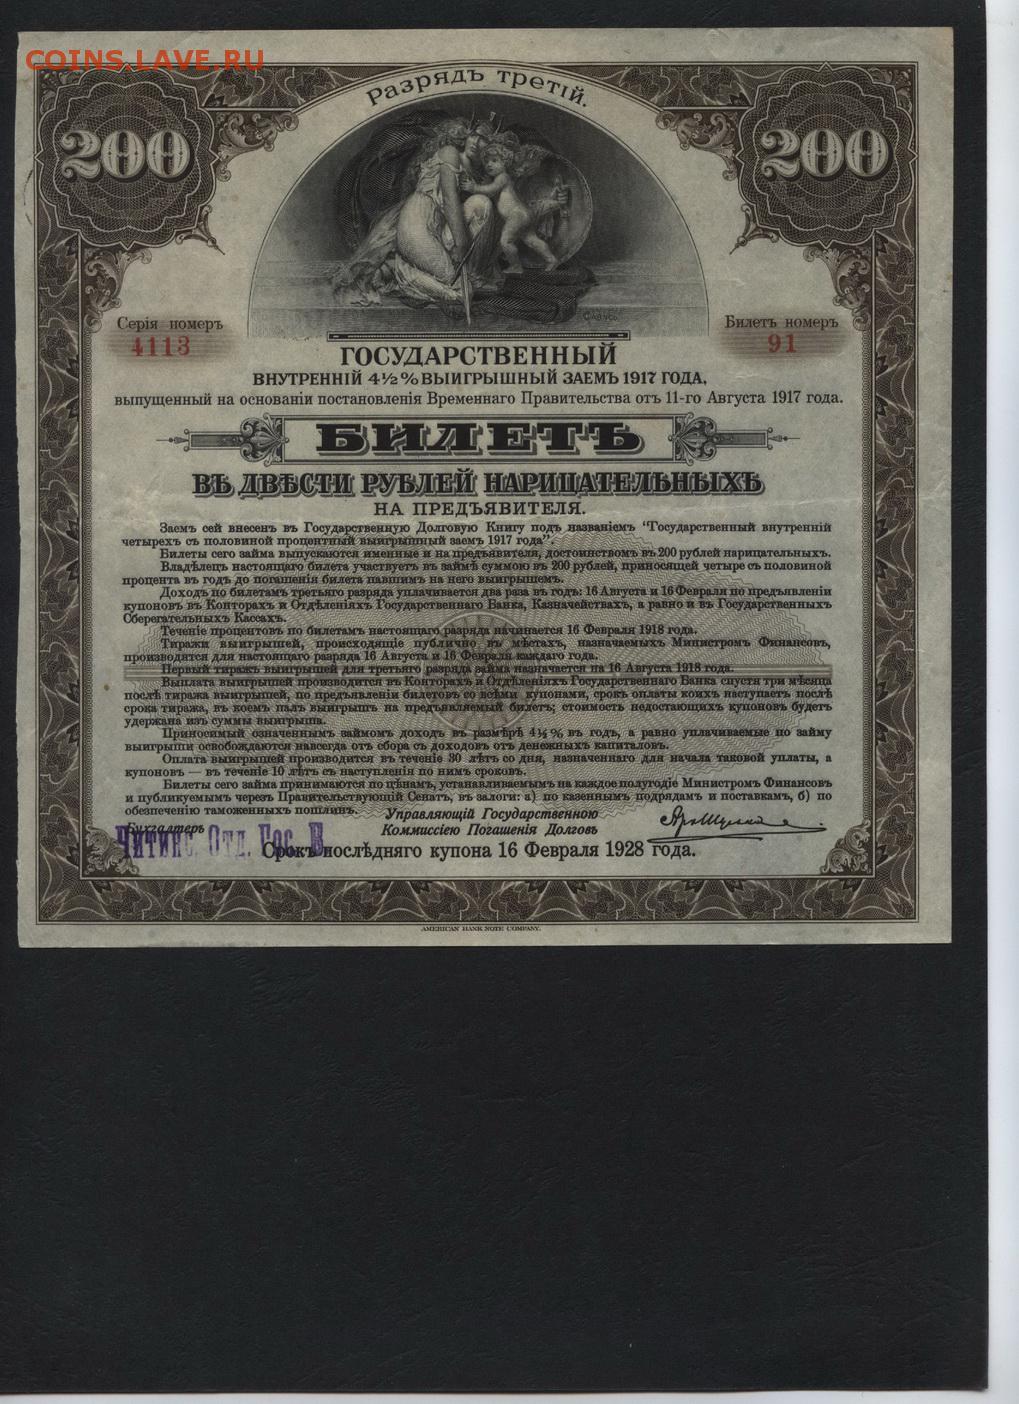 COINS.LAVE.RU
Разрядъ третій.
200
200
Серія номеръ
4113
Билетъ номеръ
91
ГОСУДАРСТВЕННЫЙ
ВНУТРЕННІЙ 4½% ВЫИГРЫШНЫЙ ЗАЕМЪ 1917 ГОДА,
выпущенный на основаніи постановленія Временнаго Правительства отъ 11-го Августа 1917 года.
БИЛЕТЪ
ВЪ ДВѢСТИ РУБЛЕЙ НАРИЦАТЕЛЬНЫХЪ
НА ПРЕДЪЯВИТЕЛЯ.
Заемъ сей внесенъ въ Государственную Долговую Книгу подъ названіемъ “Государственный внутренній
четырехъ съ половиной процентный выигрышный заемъ 1917 года”.
Билеты сего займа выпускаются именные и на предъявителя, достоинствомъ въ 200 рублей нарицательныхъ.
Владѣлецъ настоящаго билета участвуетъ въ займѣ суммою въ 200 рублей, приносящей четыре съ половиной
процента въ годъ до погашенія билета павшимъ на него выигрышемъ.
Доходъ по билетамъ третьяго разряда уплачивается два раза въ годъ: 16 Августа и 16 Февраля по предъявленіи
купоновъ въ Конторахъ и Отдѣленіяхъ Государственнаго Банка, Казначействахъ, а равно и въ Государственныхъ
Сберегательныхъ Кассахъ.
Теченіе процентовъ по билетамъ настоящаго разряда начинается 16 Февраля 1918 года.
Тиражи выигрышей, происходящіе публично въ мѣстахъ, назначаемыхъ Министромъ Финансовъ,
производятся для настоящаго разряда 16 Августа и 16 Февраля каждаго года.
Первый тиражъ выигрышей для третьяго разряда займа назначается на 16 Августа 1918 года.
Выплата выигрышей производится въ Конторахъ и Отдѣленіяхъ Государственнаго Банка спустя три мѣсяца
послѣ тиража выигрышей, по предъявленіи билетовъ со всѣми купонами, срокъ оплаты коихъ наступаетъ послѣ
срока тиража, въ коемъ палъ выигрышъ на предъявляемый билетъ; стоимость недостающихъ купоновъ будетъ
удержана изъ суммы выигрыша.
Приносимый означеннымъ займомъ доходъ въ размѣрѣ 4½% въ годъ, а равно уплачиваемые по займу
выигрыши освобождаются навсегда отъ сбора съ доходовъ отъ денежныхъ капиталовъ.
Оплата выигрышей производится въ теченіе 30 лѣтъ со дня, назначеннаго для начала таковой уплаты, а
купоновъ — въ теченіе 10 лѣтъ съ наступленія по нимъ сроковъ.
Билеты сего займа принимаются по цѣнамъ, устанавливаемымъ на каждое полугодіе Министромъ Финансовъ
и публикуемымъ черезъ Правительствующій Сенатъ, въ залоги: а) по казеннымъ подрядамъ и поставкамъ, б) по
обезпеченію таможенныхъ пошлинъ.
Управляющій Государственною
Коммиссіею Погашенія Долговъ
Бухгалтеръ
Читинс. Отд. Гос. Б
Срокъ послѣдняго купона 16 Февраля 1928 года.
AMERICAN BANK NOTE COMPANY.